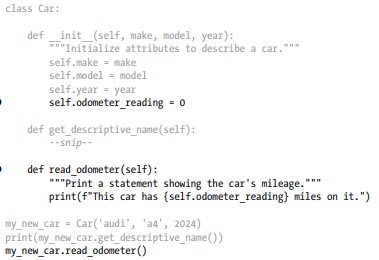 class Car:
    def __init__(self, make, model, year):
        """Initialize attributes to describe a car."""
        self.make = make
        self.model = model
        self.year = year
        self.odometer_reading = 0
    def get_descriptive_name(self):
        --snip--
    def read_odometer(self):
        """Print a statement showing the car's mileage."""
        print(f"This car has {self.odometer_reading} miles on it.")
my_new_car = Car('audi', 'a4', 2024)
print(my_new_car.get_descriptive_name())
my_new_car.read_odometer()